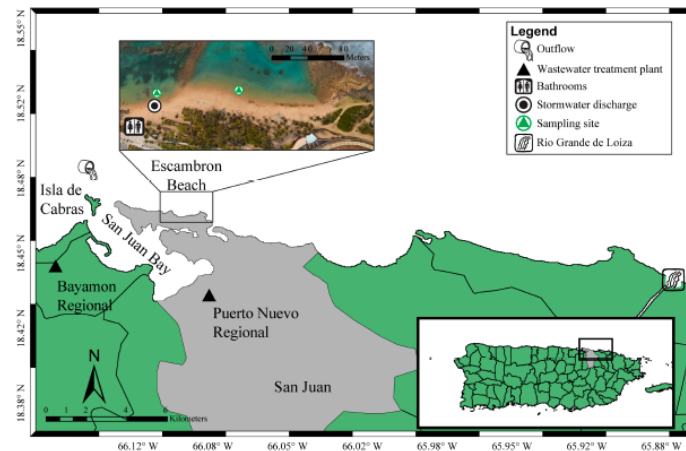 18.55° N
18.52° N
18.48° N
18.45° N
18.42° N
18.38° N
0 20 40 60 80
Meters
Legend
Outflow
Wastewater treatment plant
Bathrooms
Stormwater discharge
Sampling site
Rio Grande de Loiza
Escambron
Beach
Isla de
Cabras
San Juan Bay
Bayamon
Regional
Puerto Nuevo
Regional
San Juan
N
0 1 2 4 6
Kilometers
66.12° W 66.08° W 66.05° W 66.02° W 65.98° W 65.95° W 65.92° W 65.88° W